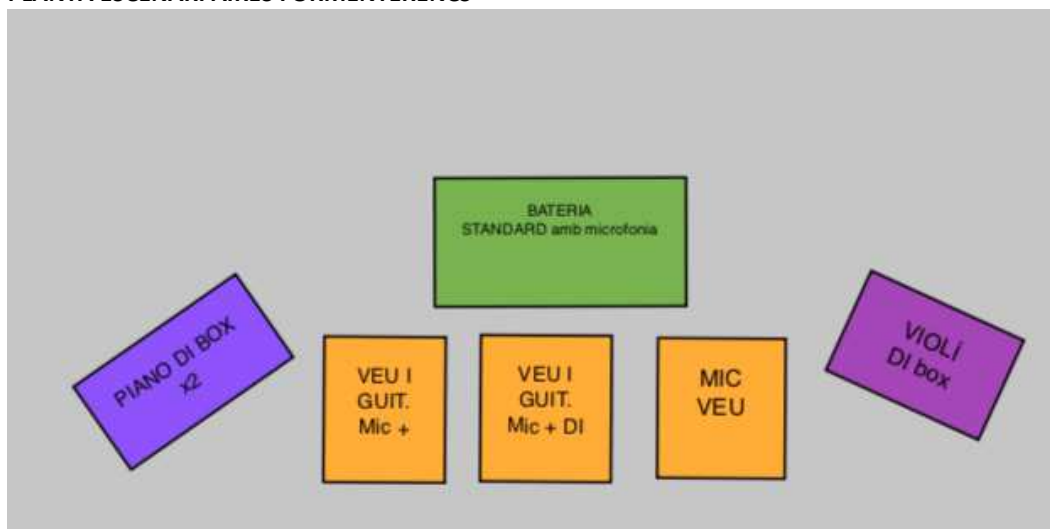 BATERIA
STANDARD amb microfonia
PIANO DI BOX
x2
VEU I
GUIT.
Mic +
VEU I
GUIT.
Mic + DI
MIC
VEU
VIOLÍ
DI box